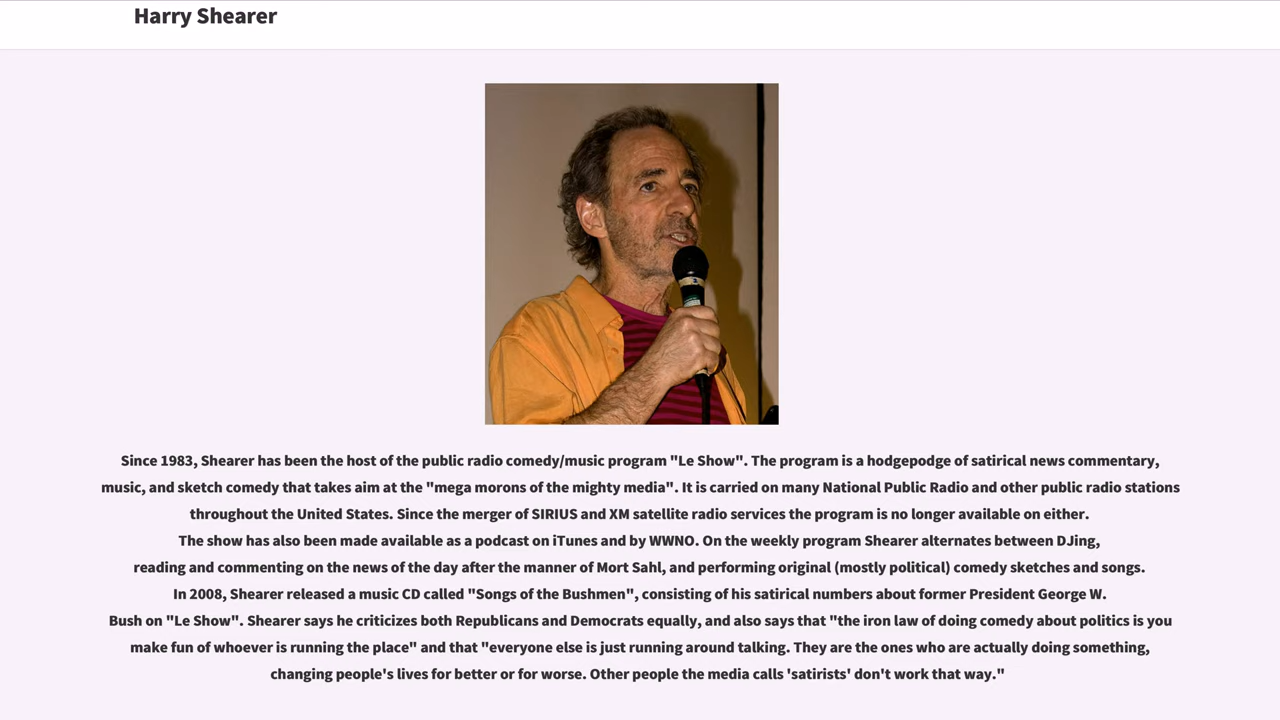 Harry Shearer
Since 1983, Shearer has been the host of the public radio comedy/music program "Le Show". The program is a hodgepodge of satirical news commentary,
music, and sketch comedy that takes aim at the "mega morons of the mighty media". It is carried on many National Public Radio and other public radio stations
throughout the United States. Since the merger of SIRIUS and XM satellite radio services the program is no longer available on either.
The show has also been made available as a podcast on iTunes and by WWNO. On the weekly program Shearer alternates between DJing,
reading and commenting on the news of the day after the manner of Mort Sahl, and performing original (mostly political) comedy sketches and songs.
In 2008, Shearer released a music CD called "Songs of the Bushmen", consisting of his satirical numbers about former President George W.
Bush on "Le Show". Shearer says he criticizes both Republicans and Democrats equally, and also says that "the iron law of doing comedy about politics is you
make fun of whoever is running the place" and that "everyone else is just running around talking. They are the ones who are actually doing something,
changing people's lives for better or for worse. Other people the media calls 'satirists' don't work that way."